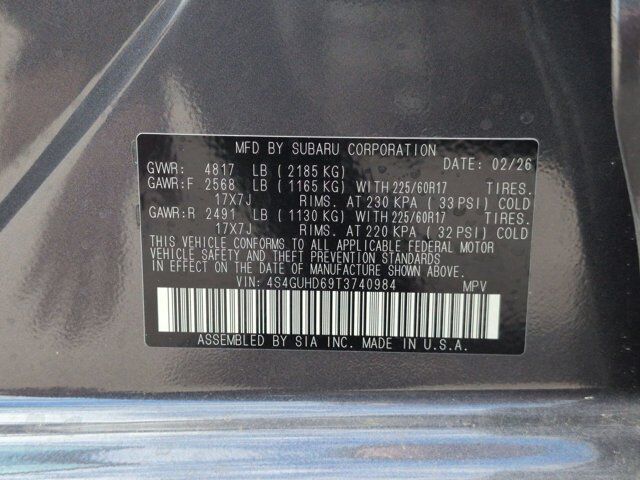 MFD BY SUBARU CORPORATION
GVWR: 4817 LB ( 2185 KG) DATE: 02/26
GAWR:F 2568 LB ( 1165 KG) WITH 225/60R17 TIRES.
17X7J RIMS. AT 230 KPA ( 33 PSI) COLD
GAWR:R 2491 LB ( 1130 KG) WITH 225/60R17 TIRES.
17X7J RIMS. AT 220 KPA ( 32 PSI) COLD
THIS VEHICLE CONFORMS TO ALL APPLICABLE FEDERAL MOTOR
VEHICLE SAFETY AND THEFT PREVENTION STANDARDS
IN EFFECT ON THE DATE OF MANUFACTURE SHOWN ABOVE.
VIN: 4S4GUHD69T3740984 MPV
ASSEMBLED BY SIA INC. MADE IN U.S.A.